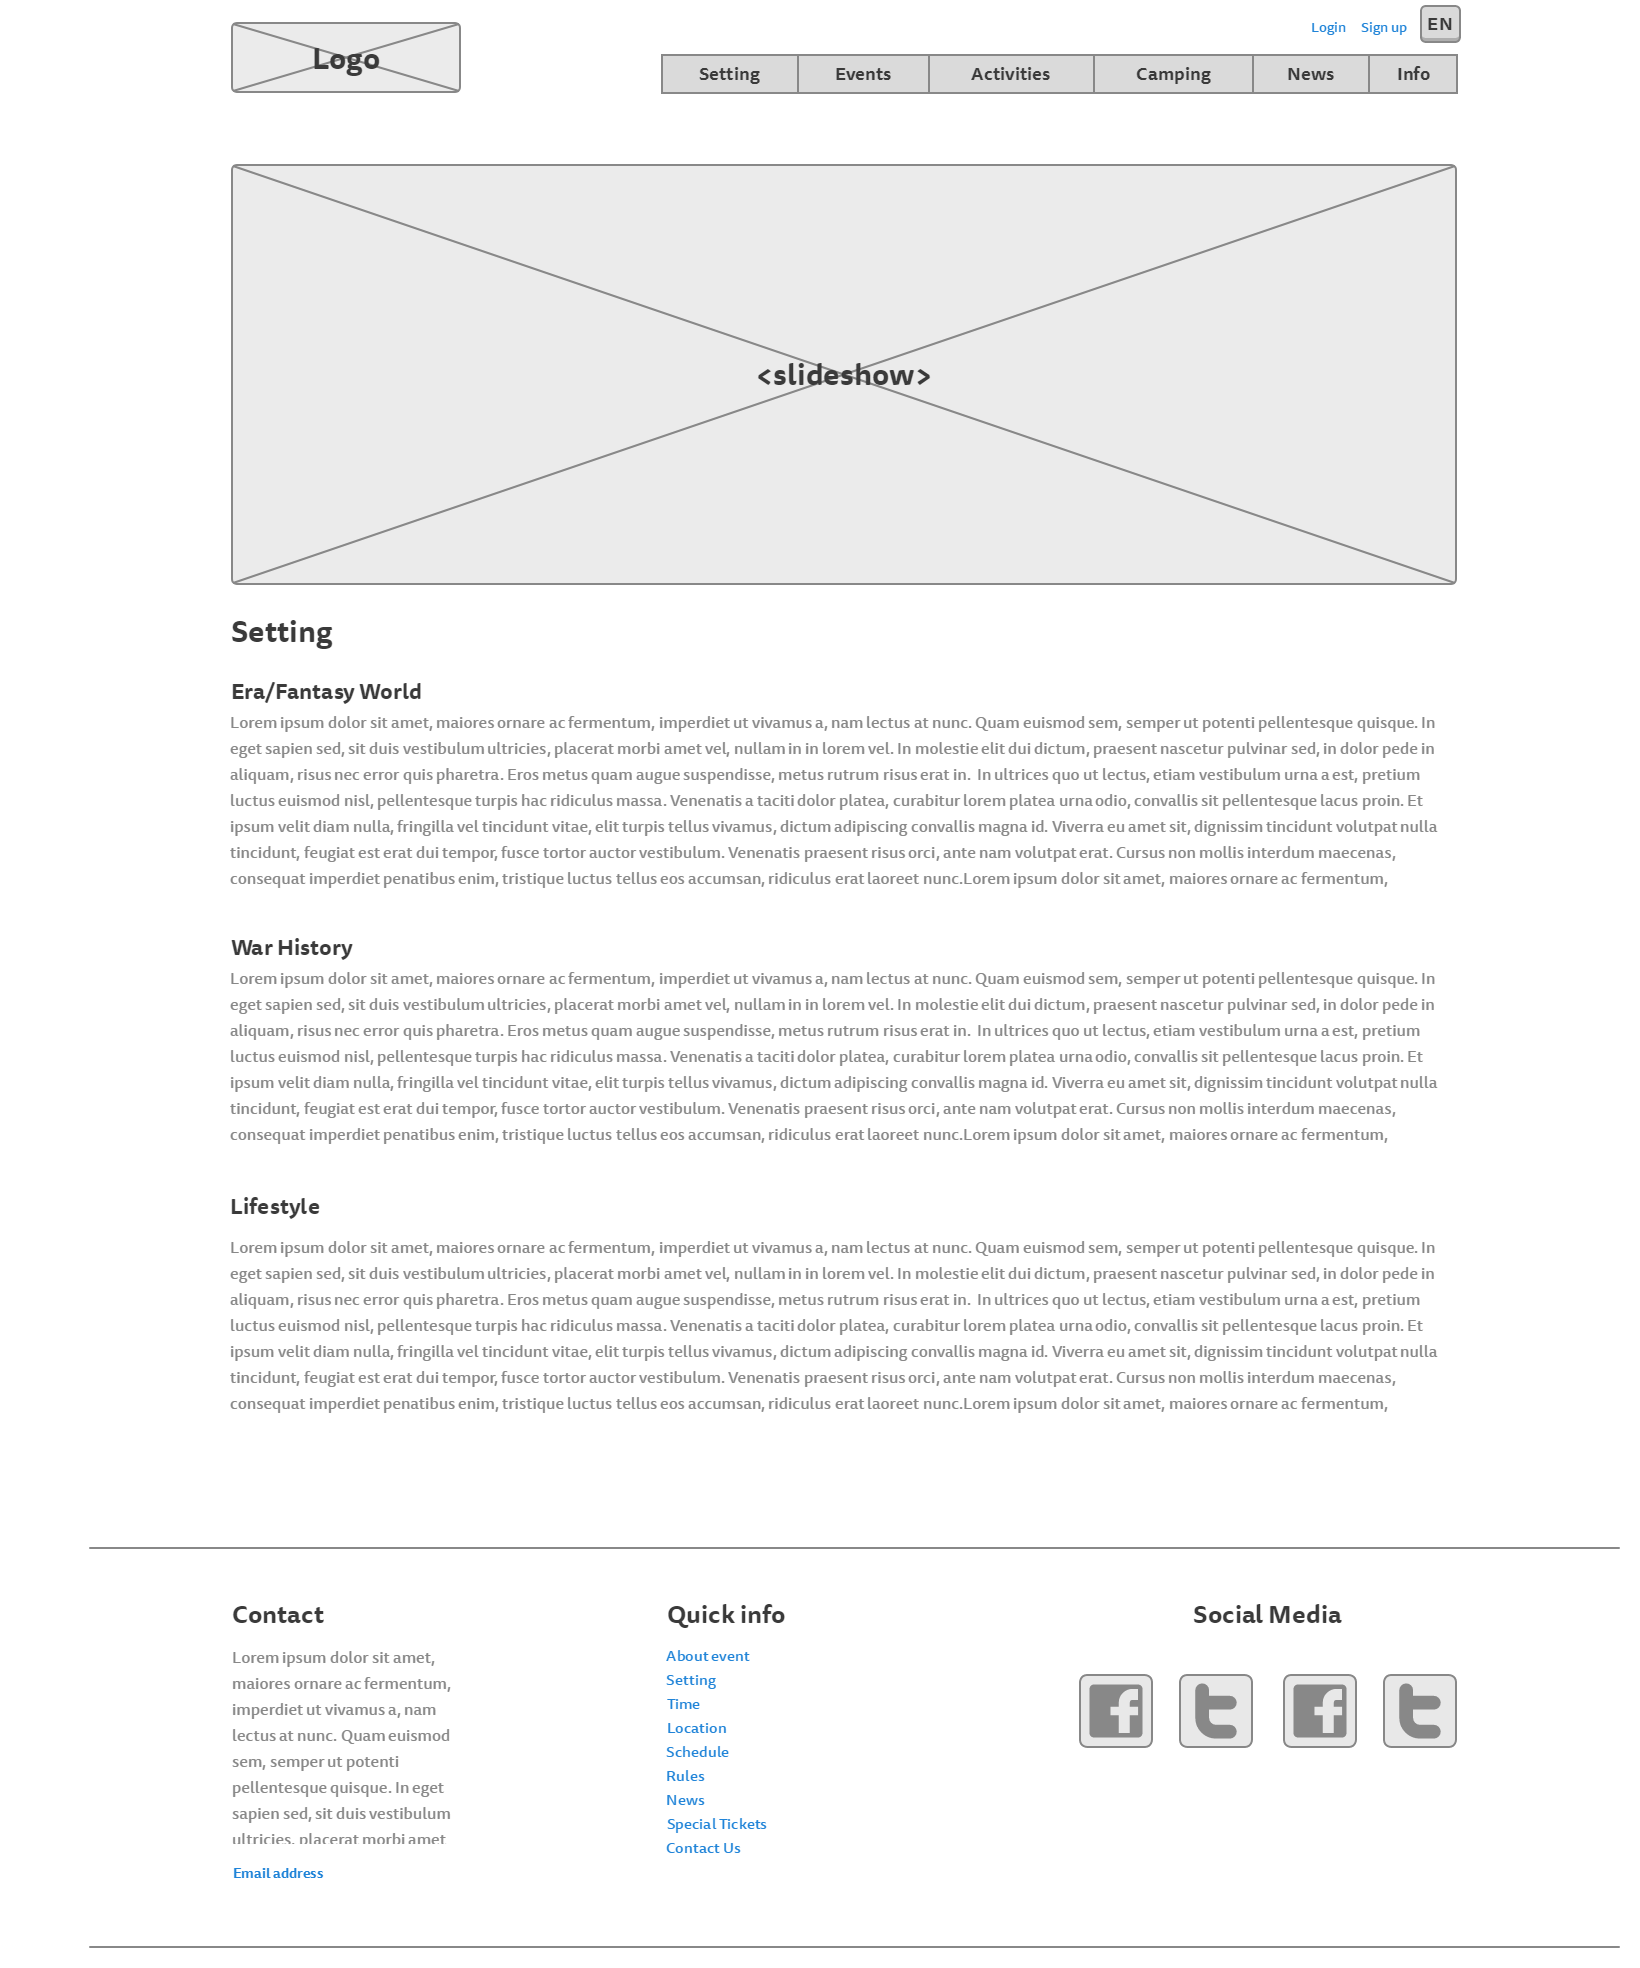 Login Sign up EN
Logo
Setting Events Activities Camping News Info
<slideshow>
Setting
Era/Fantasy World
Lorem ipsum dolor sit amet, maiores ornare ac fermentum, imperdiet ut vivamus a, nam lectus at nunc. Quam euismod sem, semper ut potenti pellentesque quisque. In
eget sapien sed, sit duis vestibulum ultricies, placerat morbi amet vel, nullam in in lorem vel. In molestie elit dui dictum, praesent nascetur pulvinar sed, in dolor pede in
aliquam, risus nec error quis pharetra. Eros metus quam augue suspendisse, metus rutrum risus erat in. In ultrices quo ut lectus, etiam vestibulum urna a est, pretium
luctus euismod nisl, pellentesque turpis hac ridiculus massa. Venenatis a taciti dolor platea, curabitur lorem platea urna odio, convallis sit pellentesque lacus proin. Et
ipsum velit diam nulla, fringilla vel tincidunt vitae, elit turpis tellus vivamus, dictum adipiscing convallis magna id. Viverra eu amet sit, dignissim tincidunt volutpat nulla
tincidunt, feugiat est erat dui tempor, fusce tortor auctor vestibulum. Venenatis praesent risus orci, ante nam volutpat erat. Cursus non mollis interdum maecenas,
consequat imperdiet penatibus enim, tristique luctus tellus eos accumsan, ridiculus erat laoreet nunc.Lorem ipsum dolor sit amet, maiores ornare ac fermentum,
War History
Lorem ipsum dolor sit amet, maiores ornare ac fermentum, imperdiet ut vivamus a, nam lectus at nunc. Quam euismod sem, semper ut potenti pellentesque quisque. In
eget sapien sed, sit duis vestibulum ultricies, placerat morbi amet vel, nullam in in lorem vel. In molestie elit dui dictum, praesent nascetur pulvinar sed, in dolor pede in
aliquam, risus nec error quis pharetra. Eros metus quam augue suspendisse, metus rutrum risus erat in. In ultrices quo ut lectus, etiam vestibulum urna a est, pretium
luctus euismod nisl, pellentesque turpis hac ridiculus massa. Venenatis a taciti dolor platea, curabitur lorem platea urna odio, convallis sit pellentesque lacus proin. Et
ipsum velit diam nulla, fringilla vel tincidunt vitae, elit turpis tellus vivamus, dictum adipiscing convallis magna id. Viverra eu amet sit, dignissim tincidunt volutpat nulla
tincidunt, feugiat est erat dui tempor, fusce tortor auctor vestibulum. Venenatis praesent risus orci, ante nam volutpat erat. Cursus non mollis interdum maecenas,
consequat imperdiet penatibus enim, tristique luctus tellus eos accumsan, ridiculus erat laoreet nunc.Lorem ipsum dolor sit amet, maiores ornare ac fermentum,
Lifestyle
Lorem ipsum dolor sit amet, maiores ornare ac fermentum, imperdiet ut vivamus a, nam lectus at nunc. Quam euismod sem, semper ut potenti pellentesque quisque. In
eget sapien sed, sit duis vestibulum ultricies, placerat morbi amet vel, nullam in in lorem vel. In molestie elit dui dictum, praesent nascetur pulvinar sed, in dolor pede in
aliquam, risus nec error quis pharetra. Eros metus quam augue suspendisse, metus rutrum risus erat in. In ultrices quo ut lectus, etiam vestibulum urna a est, pretium
luctus euismod nisl, pellentesque turpis hac ridiculus massa. Venenatis a taciti dolor platea, curabitur lorem platea urna odio, convallis sit pellentesque lacus proin. Et
ipsum velit diam nulla, fringilla vel tincidunt vitae, elit turpis tellus vivamus, dictum adipiscing convallis magna id. Viverra eu amet sit, dignissim tincidunt volutpat nulla
tincidunt, feugiat est erat dui tempor, fusce tortor auctor vestibulum. Venenatis praesent risus orci, ante nam volutpat erat. Cursus non mollis interdum maecenas,
consequat imperdiet penatibus enim, tristique luctus tellus eos accumsan, ridiculus erat laoreet nunc.Lorem ipsum dolor sit amet, maiores ornare ac fermentum,
Contact
Lorem ipsum dolor sit amet,
maiores ornare ac fermentum,
imperdiet ut vivamus a, nam
lectus at nunc. Quam euismod
sem, semper ut potenti
pellentesque quisque. In eget
sapien sed, sit duis vestibulum
ultricies, placerat morbi amet
Email address
Quick info
About event
Setting
Time
Location
Schedule
Rules
News
Special Tickets
Contact Us
Social Media